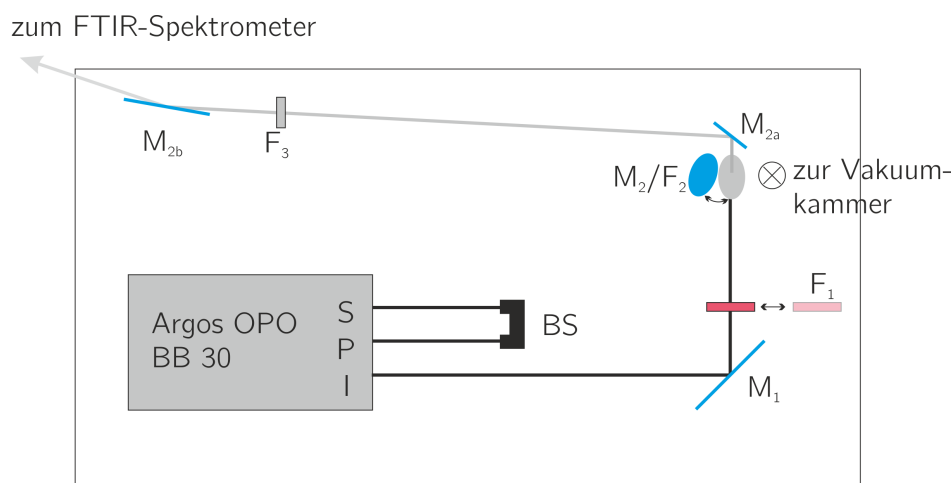 zum FTIR-Spektrometer
M2b
F3
M2a
M2/F2
zur Vakuum-
kammer
F1
Argos OPO
BB 30
S
P
I
BS
M1